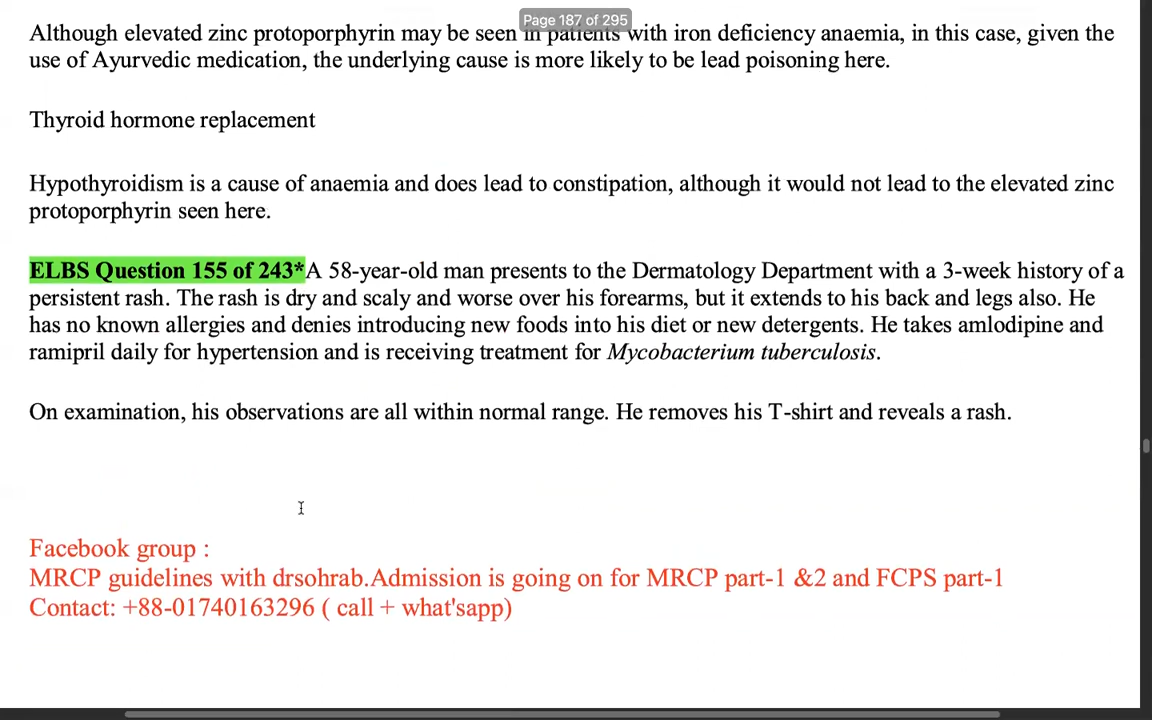 Page 187 of 295
Although elevated zinc protoporphyrin may be seen in patients with iron deficiency anaemia, in this case, given the
use of Ayurvedic medication, the underlying cause is more likely to be lead poisoning here.
Thyroid hormone replacement
Hypothyroidism is a cause of anaemia and does lead to constipation, although it would not lead to the elevated zinc
protoporphyrin seen here.
ELBS Question 155 of 243*A 58-year-old man presents to the Dermatology Department with a 3-week history of a
persistent rash. The rash is dry and scaly and worse over his forearms, but it extends to his back and legs also. He
has no known allergies and denies introducing new foods into his diet or new detergents. He takes amlodipine and
ramipril daily for hypertension and is receiving treatment for Mycobacterium tuberculosis.
On examination, his observations are all within normal range. He removes his T-shirt and reveals a rash.
Facebook group :
MRCP guidelines with drsohrab.Admission is going on for MRCP part-1 &2 and FCPS part-1
Contact: +88-01740163296 ( call + what'sapp)